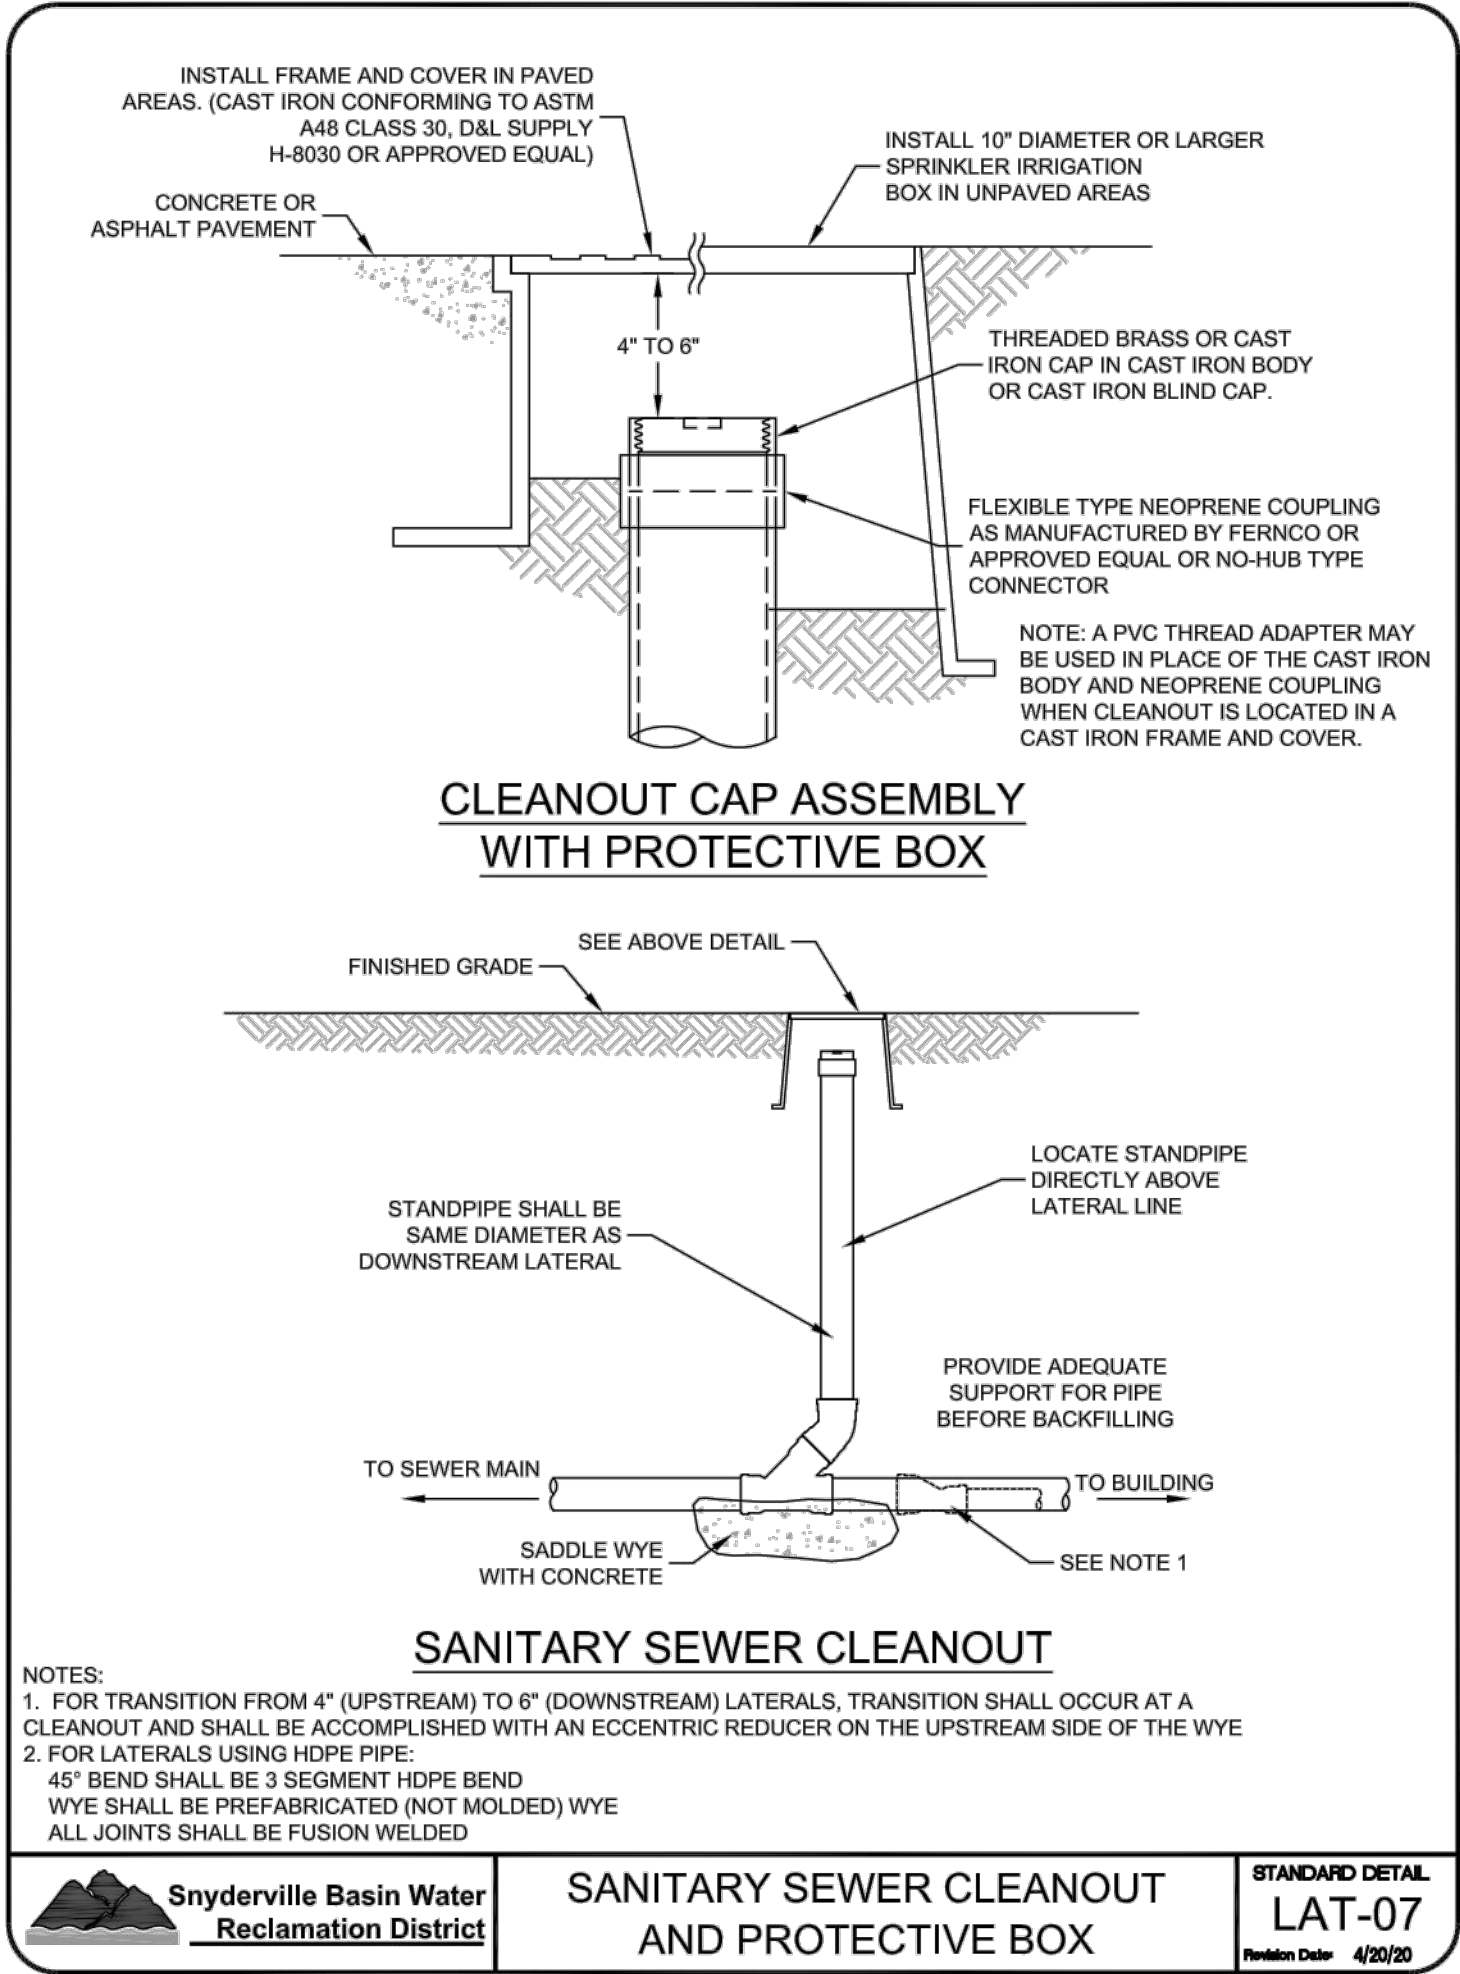 INSTALL FRAME AND COVER IN PAVED
AREAS. (CAST IRON CONFORMING TO ASTM
A48 CLASS 30, D&L SUPPLY
H-8030 OR APPROVED EQUAL)
INSTALL 10" DIAMETER OR LARGER
SPRINKLER IRRIGATION
BOX IN UNPAVED AREAS
CONCRETE OR
ASPHALT PAVEMENT
4" TO 6"
THREADED BRASS OR CAST
IRON CAP IN CAST IRON BODY
OR CAST IRON BLIND CAP.
FLEXIBLE TYPE NEOPRENE COUPLING
AS MANUFACTURED BY FERNCO OR
APPROVED EQUAL OR NO-HUB TYPE
CONNECTOR
NOTE: A PVC THREAD ADAPTER MAY
BE USED IN PLACE OF THE CAST IRON
BODY AND NEOPRENE COUPLING
WHEN CLEANOUT IS LOCATED IN A
CAST IRON FRAME AND COVER.
CLEANOUT CAP ASSEMBLY
WITH PROTECTIVE BOX
SEE ABOVE DETAIL
FINISHED GRADE
LOCATE STANDPIPE
DIRECTLY ABOVE
LATERAL LINE
STANDPIPE SHALL BE
SAME DIAMETER AS
DOWNSTREAM LATERAL
PROVIDE ADEQUATE
SUPPORT FOR PIPE
BEFORE BACKFILLING
TO SEWER MAIN
TO BUILDING
SADDLE WYE
WITH CONCRETE
SEE NOTE 1
SANITARY SEWER CLEANOUT
NOTES:
1. FOR TRANSITION FROM 4" (UPSTREAM) TO 6" (DOWNSTREAM) LATERALS, TRANSITION SHALL OCCUR AT A
CLEANOUT AND SHALL BE ACCOMPLISHED WITH AN ECCENTRIC REDUCER ON THE UPSTREAM SIDE OF THE WYE
2. FOR LATERALS USING HDPE PIPE:
45° BEND SHALL BE 3 SEGMENT HDPE BEND
WYE SHALL BE PREFABRICATED (NOT MOLDED) WYE
ALL JOINTS SHALL BE FUSION WELDED
Snyderville Basin Water
Reclamation District
SANITARY SEWER CLEANOUT
AND PROTECTIVE BOX
STANDARD DETAIL
LAT-07
Revision Date: 4/20/20